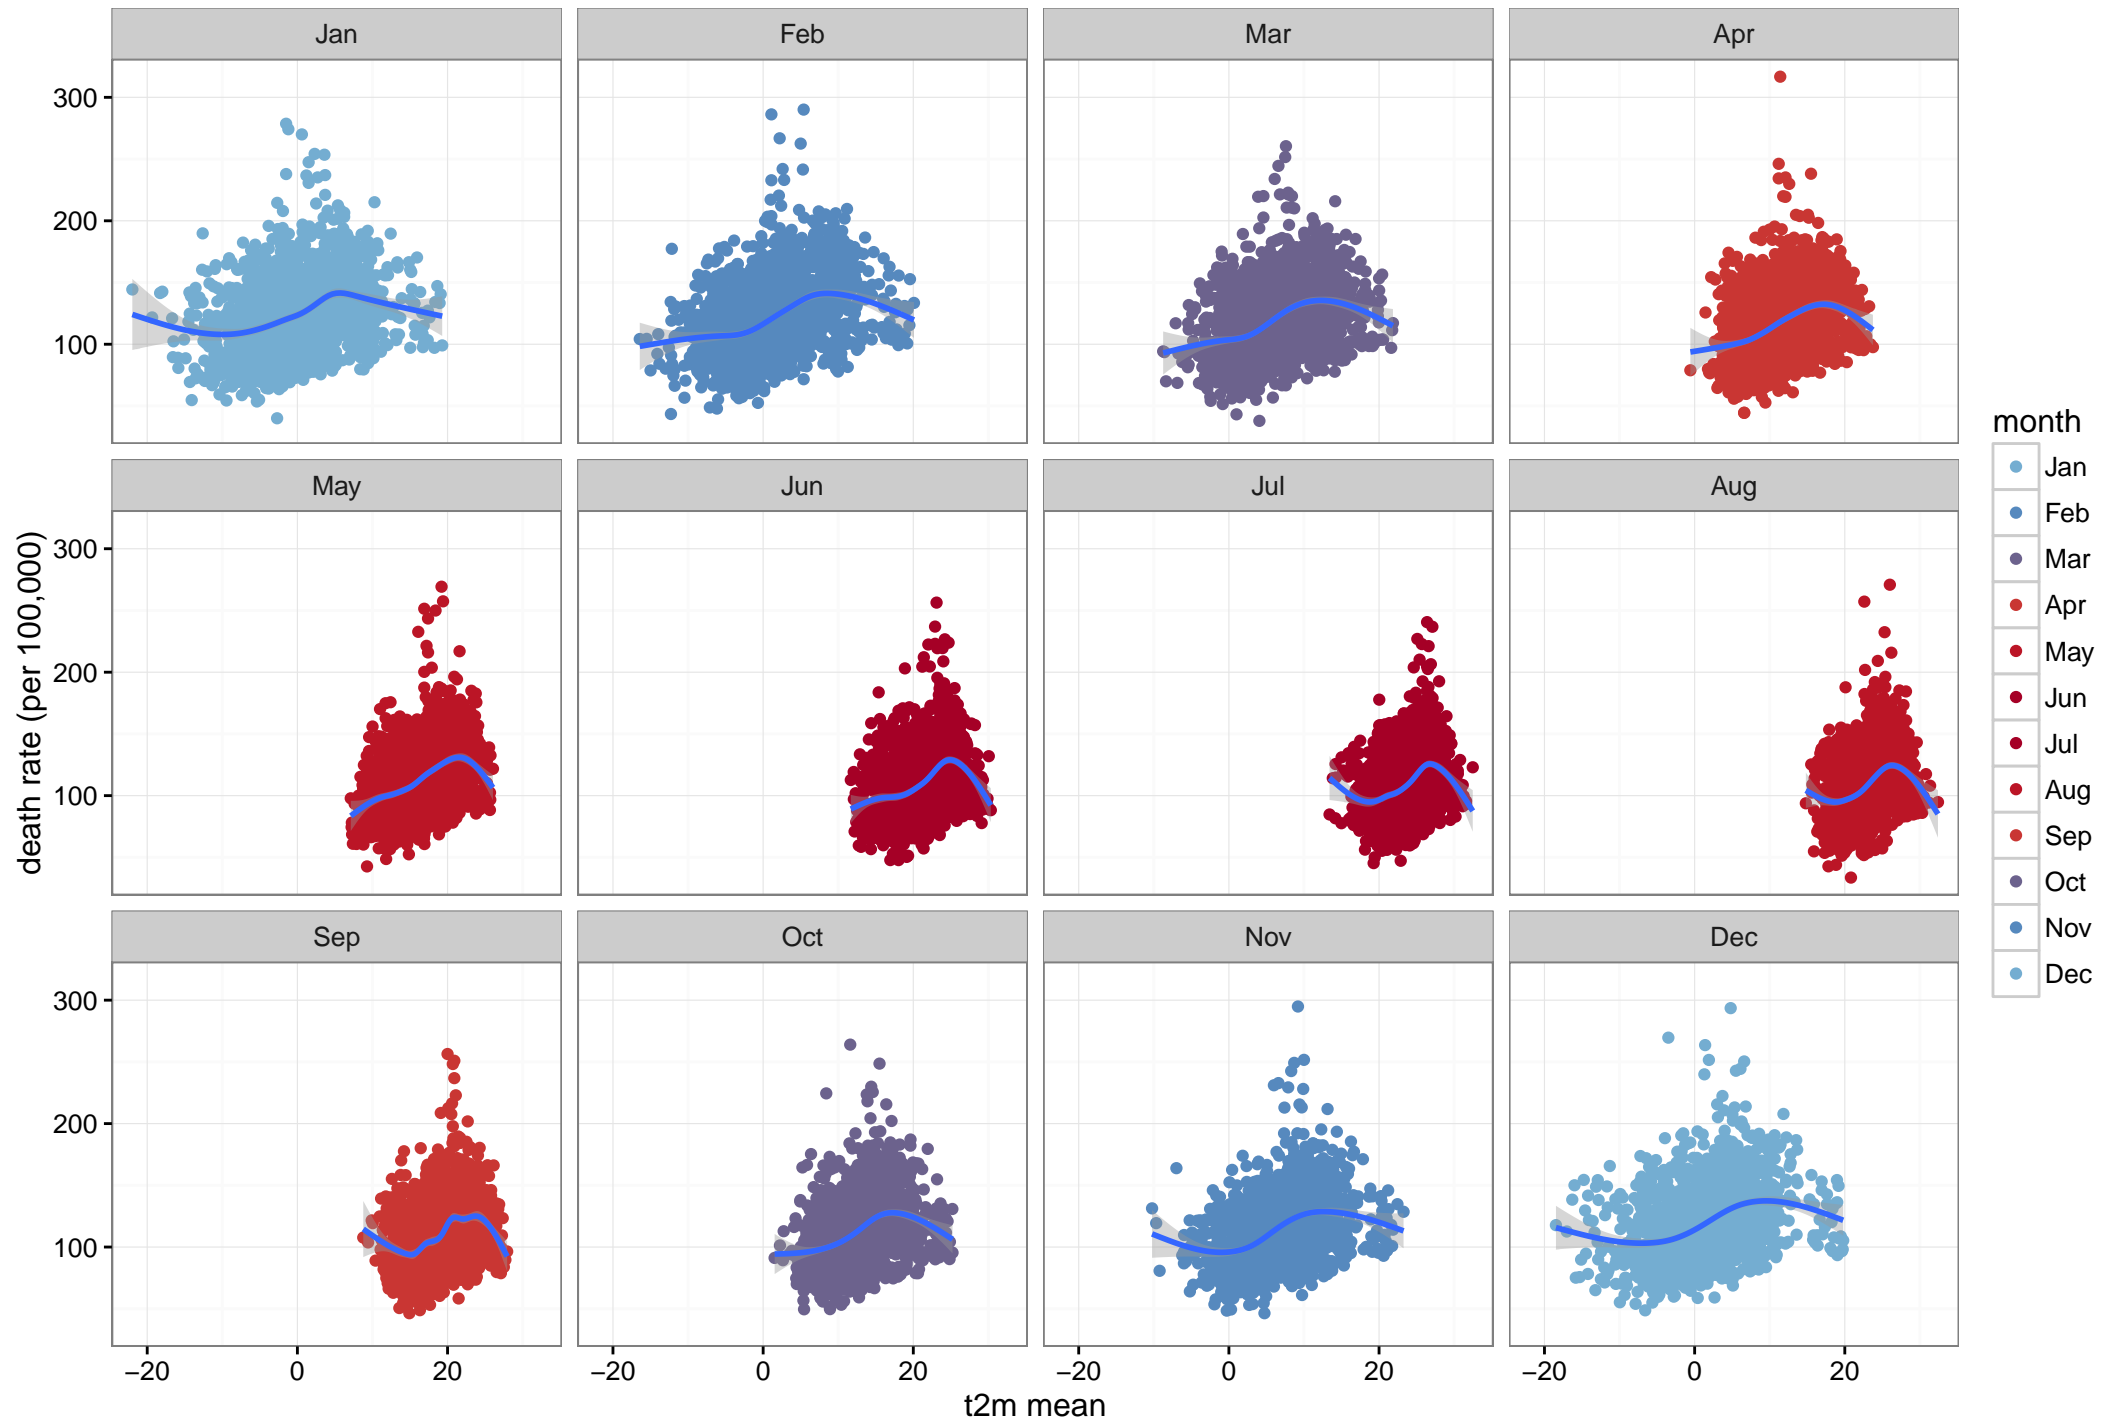 Jan Feb Mar Apr
300
200
100
May Jun Jul Aug
300
200
100
Sep Oct Nov Dec
300
200
100
−20 0 20 −20 0 20 −20 0 20 −20 0 20
t2m mean
death rate (per 100,000)
month
Jan
Feb
Mar
Apr
May
Jun
Jul
Aug
Sep
Oct
Nov
Dec